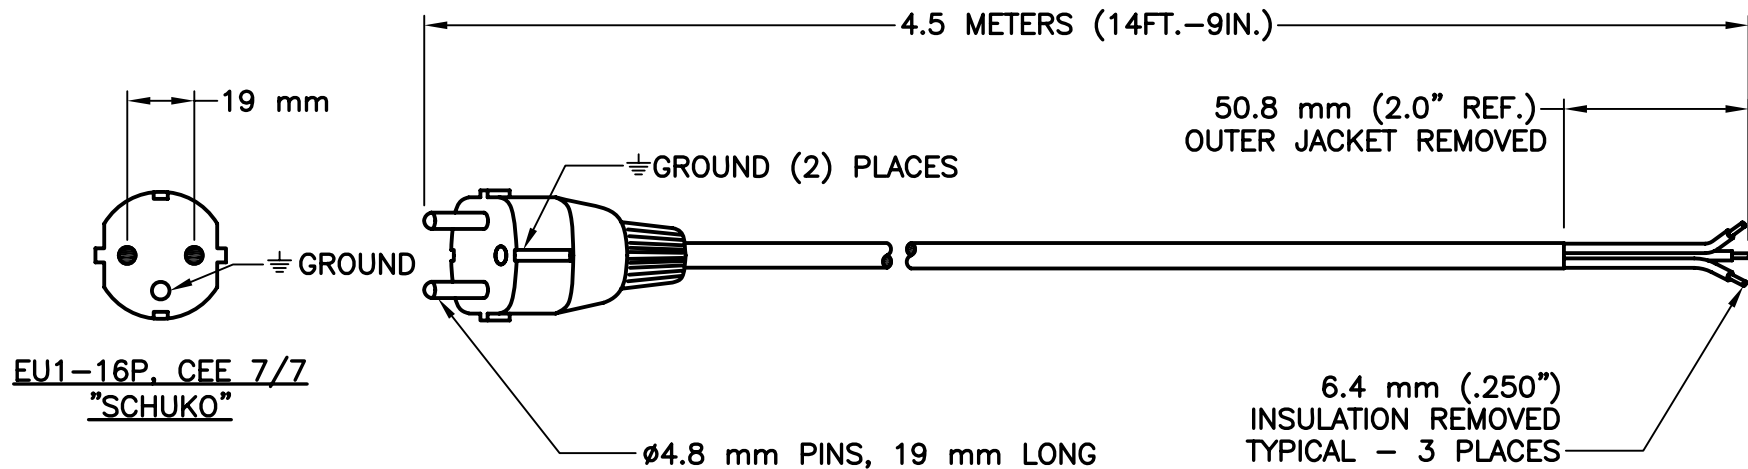 4.5 METERS (14FT.-9IN.)
19 mm
50.8 mm (2.0" REF.)
OUTER JACKET REMOVED
GROUND (2) PLACES
GROUND
EU1-16P, CEE 7/7
"SCHUKO"
6.4 mm (.250")
INSULATION REMOVED
TYPICAL - 3 PLACES
ø4.8 mm PINS, 19 mm LONG